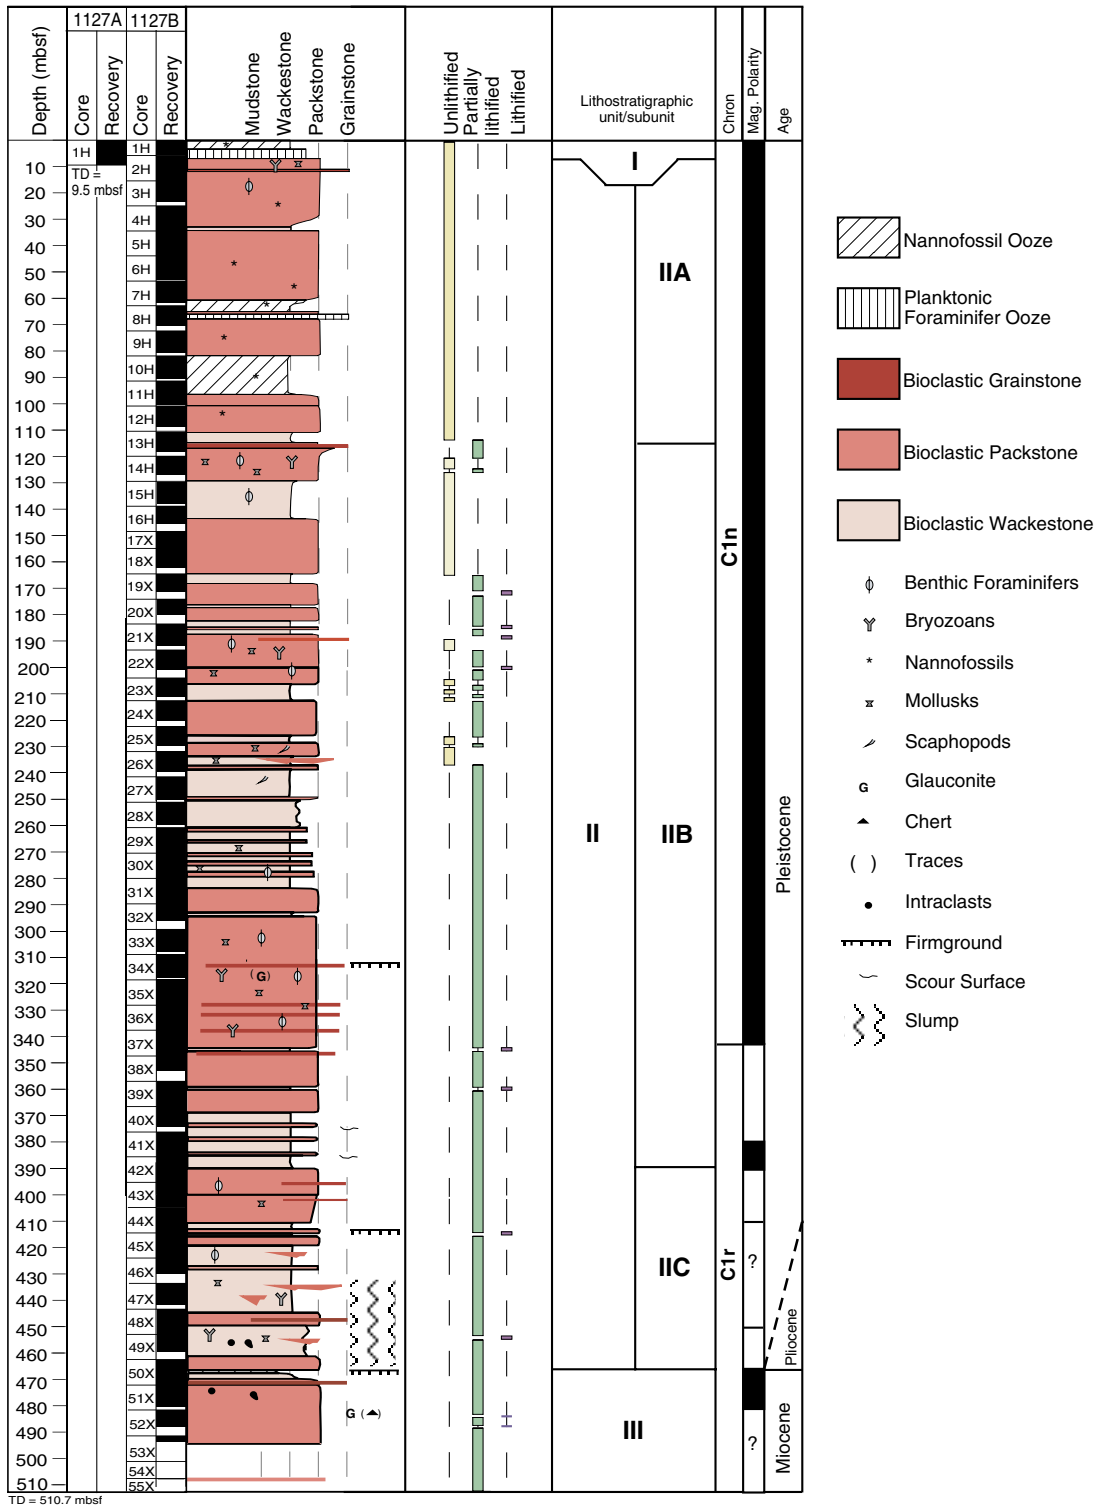 1127A 1127B
Depth (mbsf)
Core
Recovery
Core
Recovery
Mudstone
Wackestone
Packstone
Grainstone
Unlithified
Partially
lithified
Lithified
Lithostratigraphic
unit/subunit
Chron
Mag. Polarity
Age
1H
TD =
9.5 mbsf
10
20
30
40
50
60
70
80
90
100
110
120
130
140
150
160
170
180
190
200
210
220
230
240
250
260
270
280
290
300
310
320
330
340
350
360
370
380
390
400
410
420
430
440
450
460
470
480
490
500
510
1H
2H
3H
4H
5H
6H
7H
8H
9H
10H
11H
12H
13H
14H
15H
16H
17X
18X
19X
20X
21X
22X
23X
24X
25X
26X
27X
28X
29X
30X
31X
32X
33X
34X
35X
36X
37X
38X
39X
40X
41X
42X
43X
44X
45X
46X
47X
48X
49X
50X
51X
52X
53X
54X
55X
(G)
G ( )
I
II
IIA
IIB
IIC
III
C1n
C1r
?
?
Pleistocene
Pliocene
Miocene
TD = 510.7 mbsf
Nannofossil Ooze
Planktonic
Foraminifer Ooze
Bioclastic Grainstone
Bioclastic Packstone
Bioclastic Wackestone
Benthic Foraminifers
Bryozoans
* Nannofossils
Mollusks
Scaphopods
G Glauconite
Chert
( ) Traces
Intraclasts
Firmground
Scour Surface
Slump